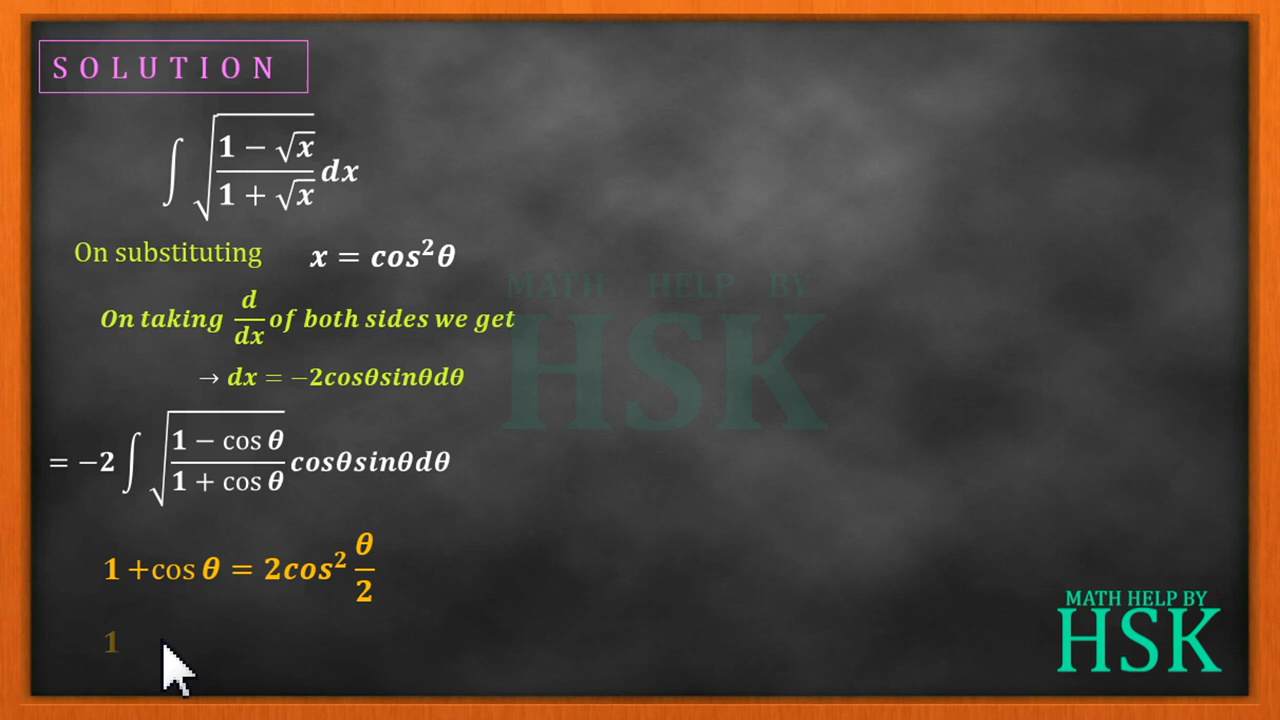 SOLUTION
∫ √((1 − √x)/(1 + √x)) dx
On substituting x = cos²θ
On taking d/dx of both sides we get
→ dx = −2cosθsinθdθ
= −2 ∫ √((1 − cos θ)/(1 + cos θ)) cosθsinθdθ
1 + cos θ = 2cos² θ/2
1
MATH HELP BY
HSK
MATH HELP BY
HSK